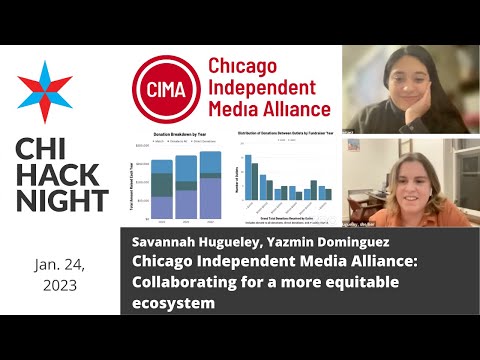 CHI
HACK
NIGHT
Jan. 24,
2023
CIMA
Chicago
Independent
Media Alliance
Donation Breakdown by Year
Distribution of Donations Between Outlets by Fundraiser Year
Savannah Hugueley, Yazmin Dominguez
Chicago Independent Media Alliance:
Collaborating for a more equitable
ecosystem